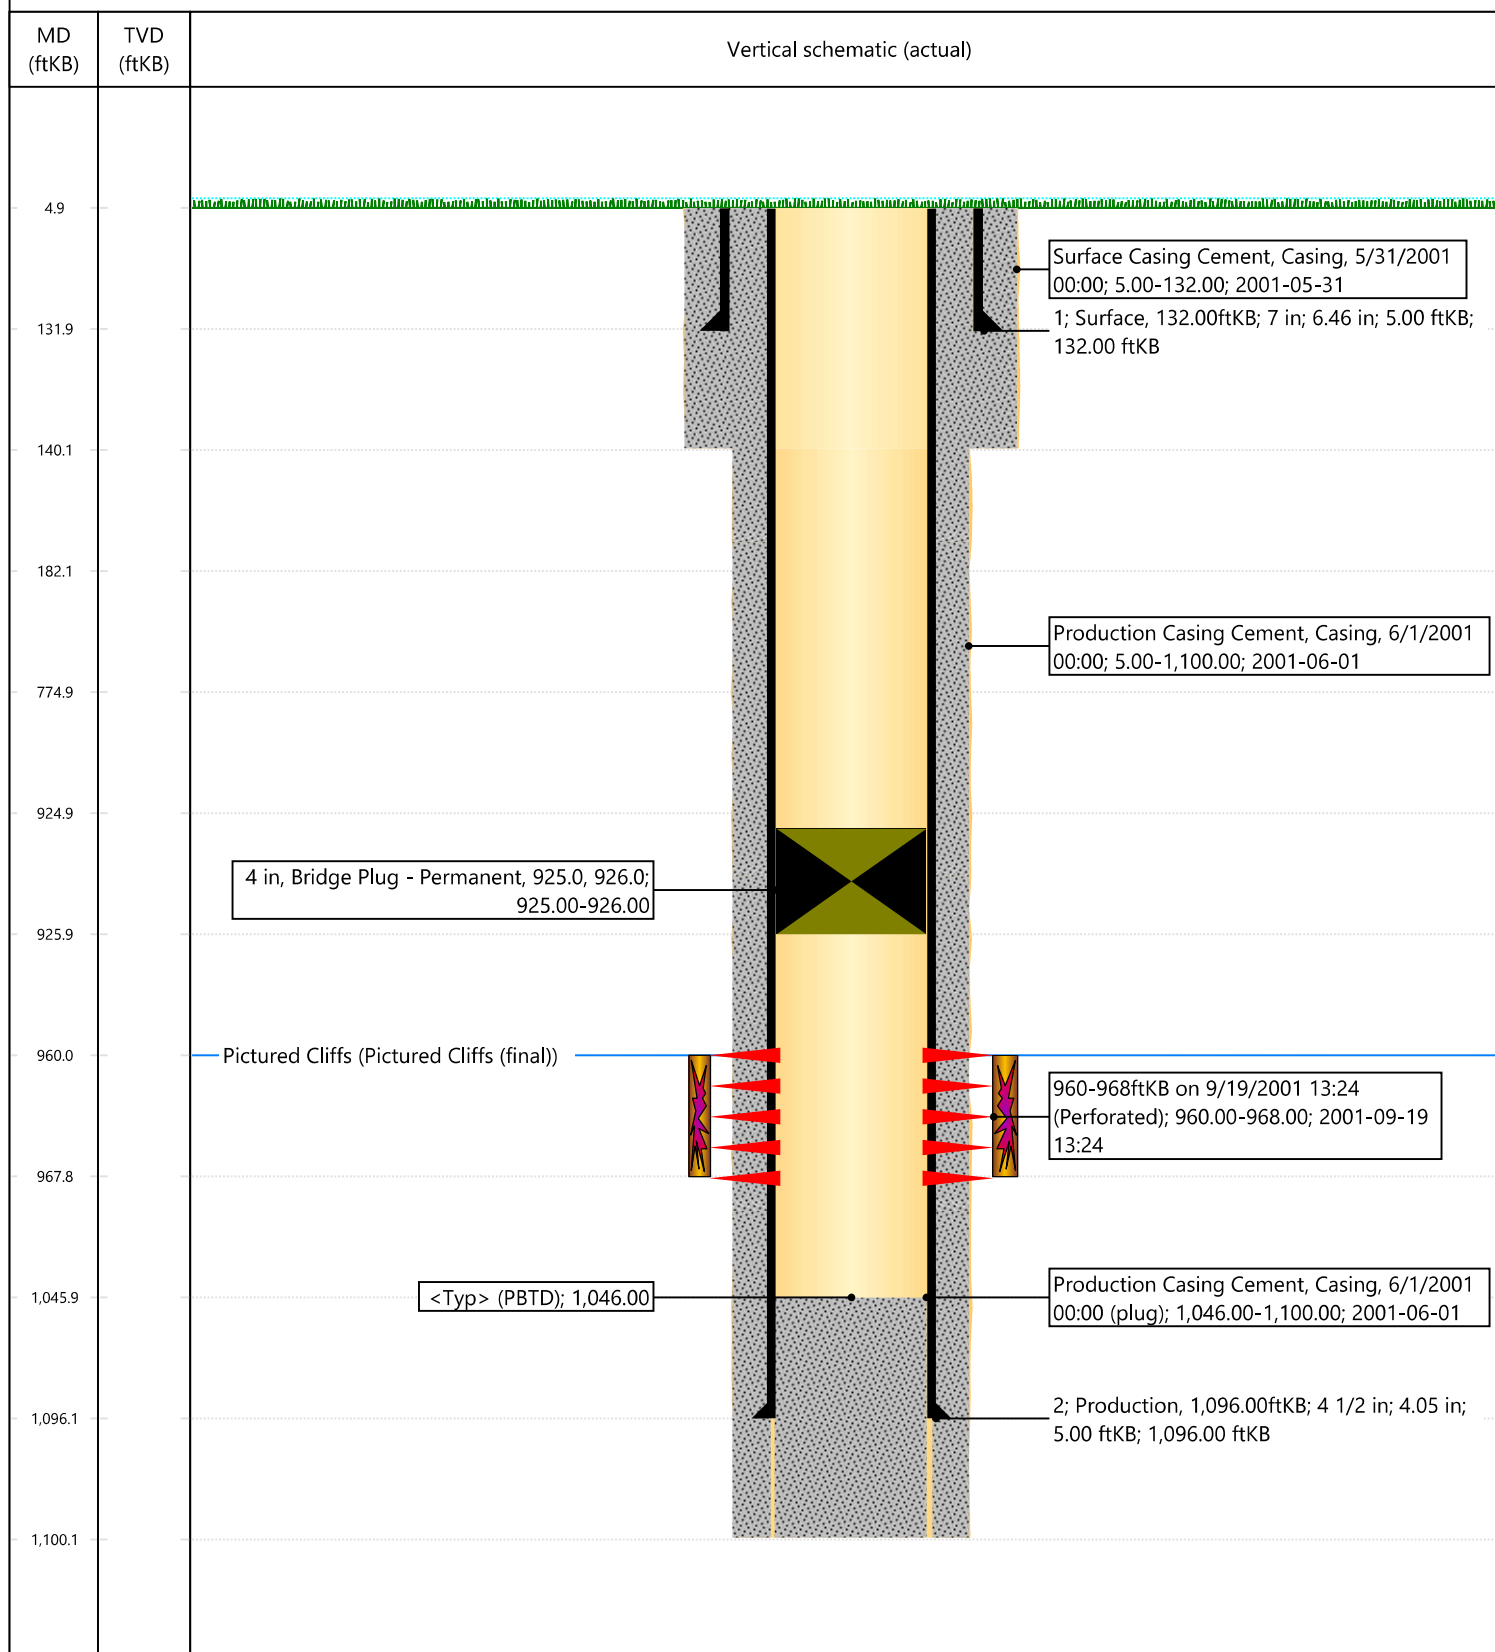 MD
(ftKB)
TVD
(ftKB)
Vertical schematic (actual)
4.9
Surface Casing Cement, Casing, 5/31/2001
00:00; 5.00-132.00; 2001-05-31
131.9
1; Surface, 132.00ftKB; 7 in; 6.46 in; 5.00 ftKB;
132.00 ftKB
140.1
182.1
Production Casing Cement, Casing, 6/1/2001
00:00; 5.00-1,100.00; 2001-06-01
774.9
924.9
4 in, Bridge Plug - Permanent, 925.0, 926.0;
925.00-926.00
925.9
960.0
Pictured Cliffs (Pictured Cliffs (final))
960-968ftKB on 9/19/2001 13:24
(Perforated); 960.00-968.00; 2001-09-19
13:24
967.8
1,045.9
<Typ> (PBTD); 1,046.00
Production Casing Cement, Casing, 6/1/2001
00:00 (plug); 1,046.00-1,100.00; 2001-06-01
1,096.1
2; Production, 1,096.00ftKB; 4 1/2 in; 4.05 in;
5.00 ftKB; 1,096.00 ftKB
1,100.1